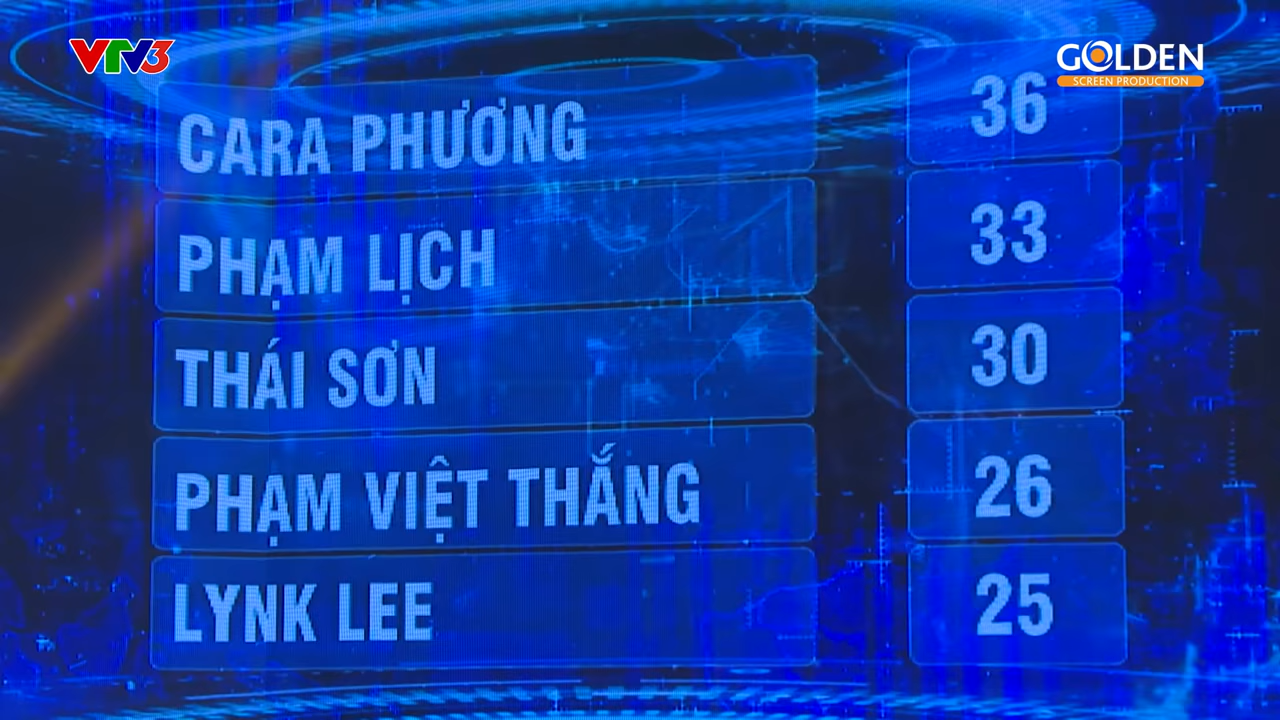 VTV3
GOLDEN
SCREEN PRODUCTION
CARA PHƯƠNG 36
PHẠM LỊCH 33
THÁI SƠN 30
PHẠM VIỆT THẮNG 26
LYNK LEE 25